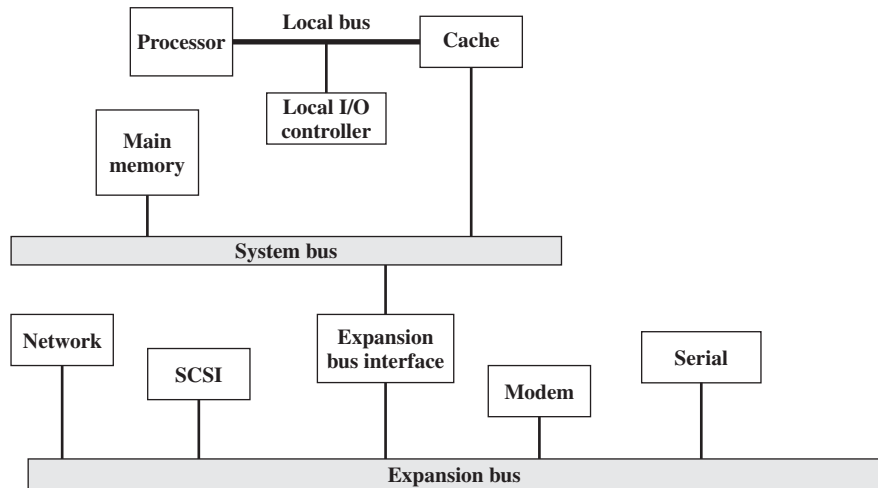 Local bus
Processor
Cache
Local I/O
controller
Main
memory
System bus
Network
SCSI
Expansion
bus interface
Modem
Serial
Expansion bus